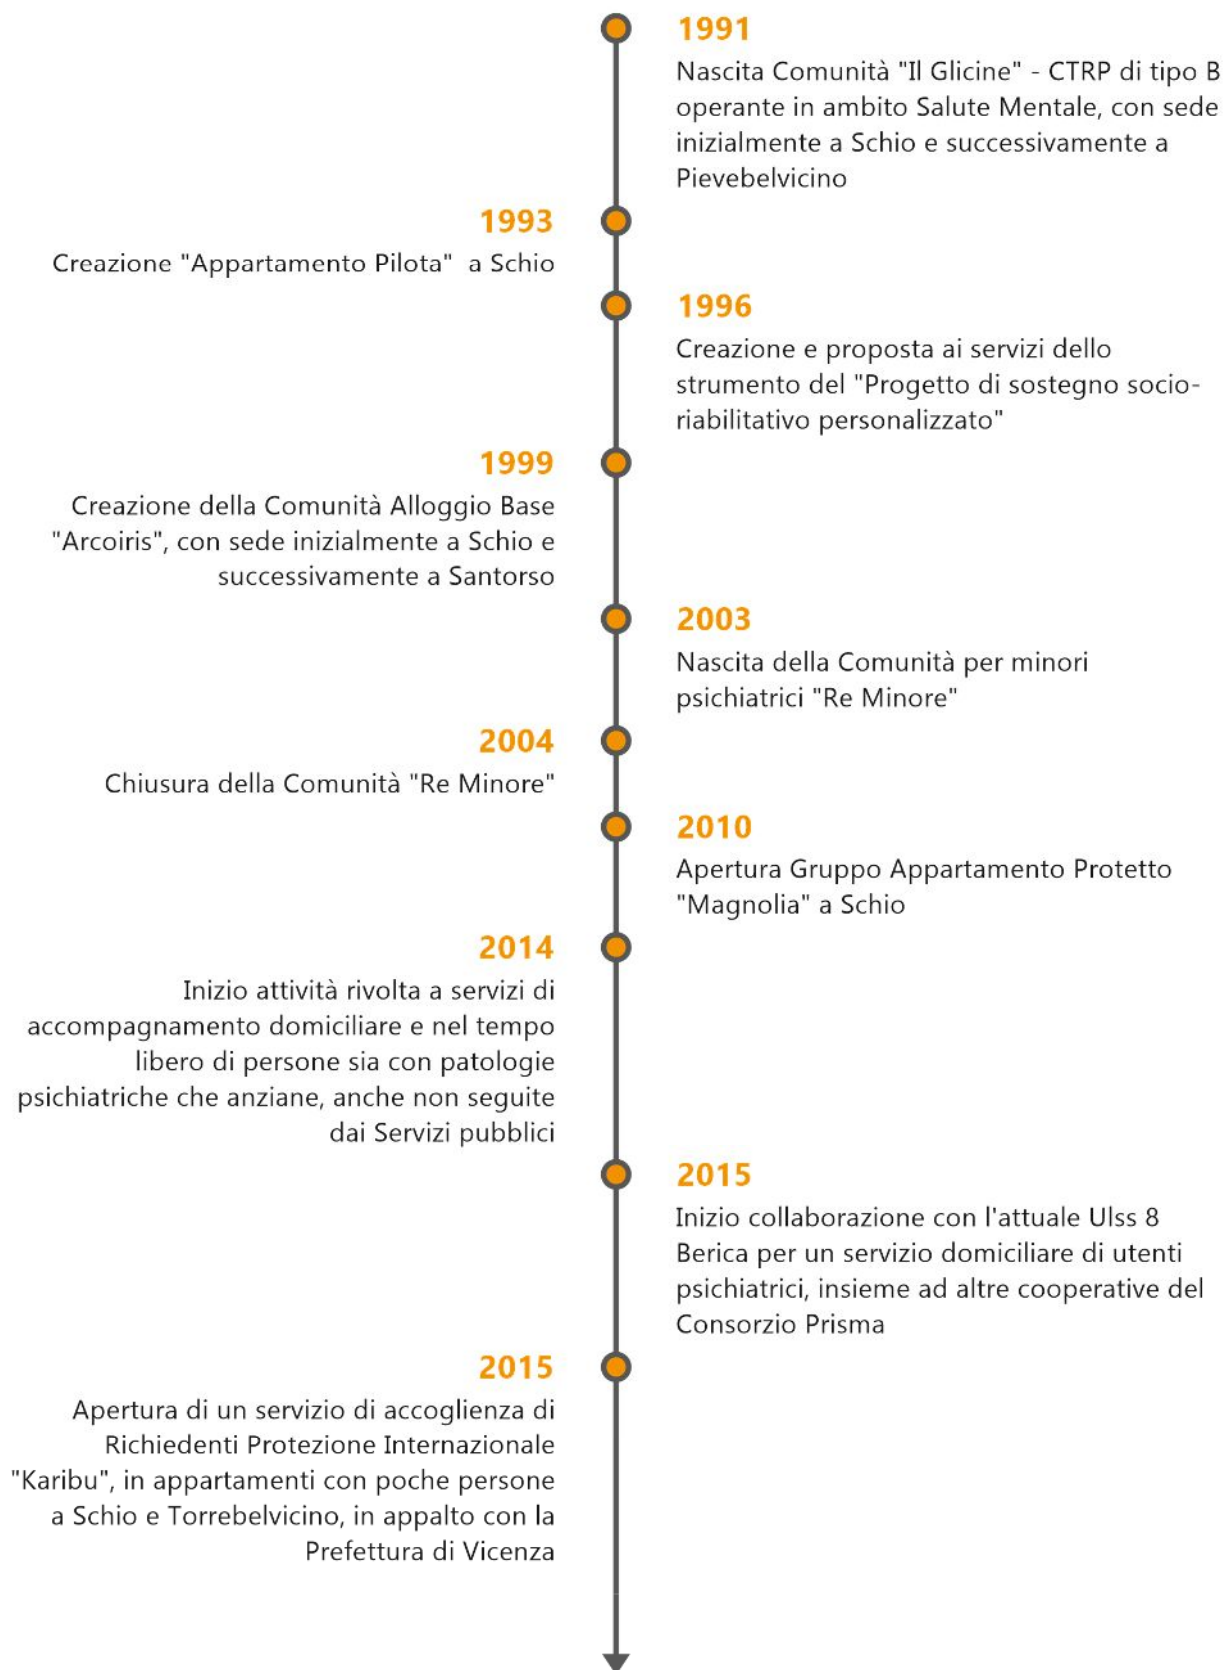 1991
Nascita Comunità "Il Glicine" - CTRP di tipo B
operante in ambito Salute Mentale, con sede
inizialmente a Schio e successivamente a
Pievebelvicino
1993
Creazione "Appartamento Pilota" a Schio
1996
Creazione e proposta ai servizi dello
strumento del "Progetto di sostegno socio-
riabilitativo personalizzato"
1999
Creazione della Comunità Alloggio Base
"Arcoiris", con sede inizialmente a Schio e
successivamente a Santorso
2003
Nascita della Comunità per minori
psichiatrici "Re Minore"
2004
Chiusura della Comunità "Re Minore"
2010
Apertura Gruppo Appartamento Protetto
"Magnolia" a Schio
2014
Inizio attività rivolta a servizi di
accompagnamento domiciliare e nel tempo
libero di persone sia con patologie
psichiatriche che anziane, anche non seguite
dai Servizi pubblici
2015
Inizio collaborazione con l'attuale Ulss 8
Berica per un servizio domiciliare di utenti
psichiatrici, insieme ad altre cooperative del
Consorzio Prisma
2015
Apertura di un servizio di accoglienza di
Richiedenti Protezione Internazionale
"Karibu", in appartamenti con poche persone
a Schio e Torrebelvicino, in appalto con la
Prefettura di Vicenza